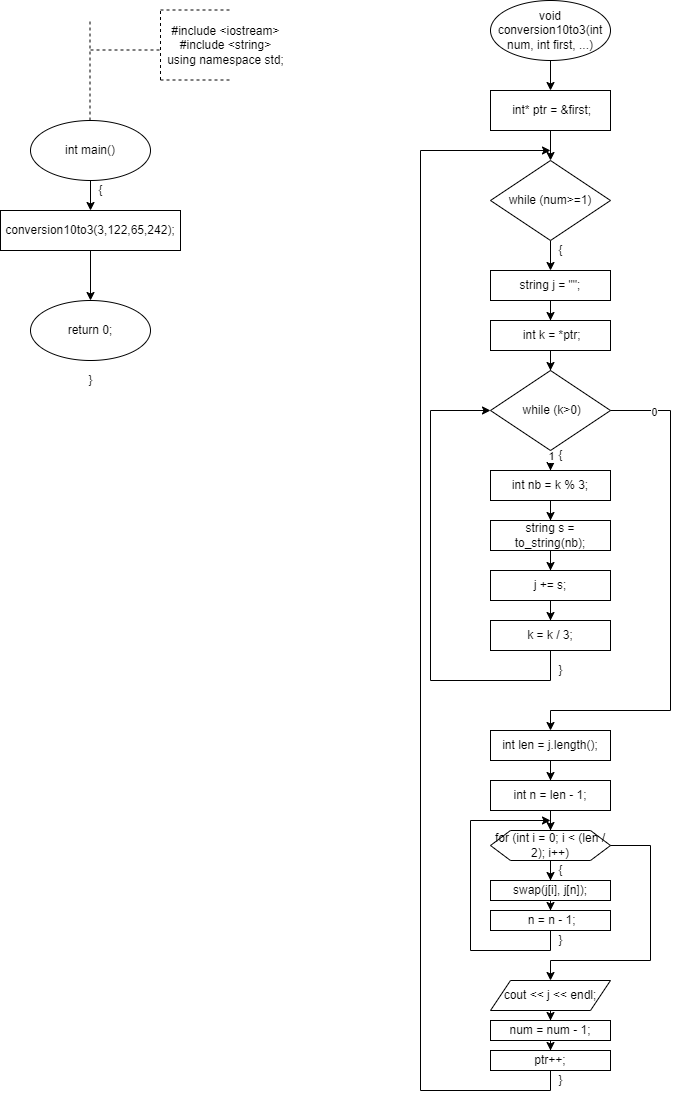 #include <iostream>
#include <string>
using namespace std;
int main()
{
conversion10to3(3,122,65,242);
return 0;
}
void
conversion10to3(int
num, int first, ...)
int* ptr = &first;
while (num>=1)
{
string j = "";
int k = *ptr;
while (k>0)
0
1 {
int nb = k % 3;
string s =
to_string(nb);
j += s;
k = k / 3;
}
int len = j.length();
int n = len - 1;
for (int i = 0; i < (len /
2); i++)
{
swap(j[i], j[n]);
n = n - 1;
}
cout << j << endl;
num = num - 1;
ptr++;
}